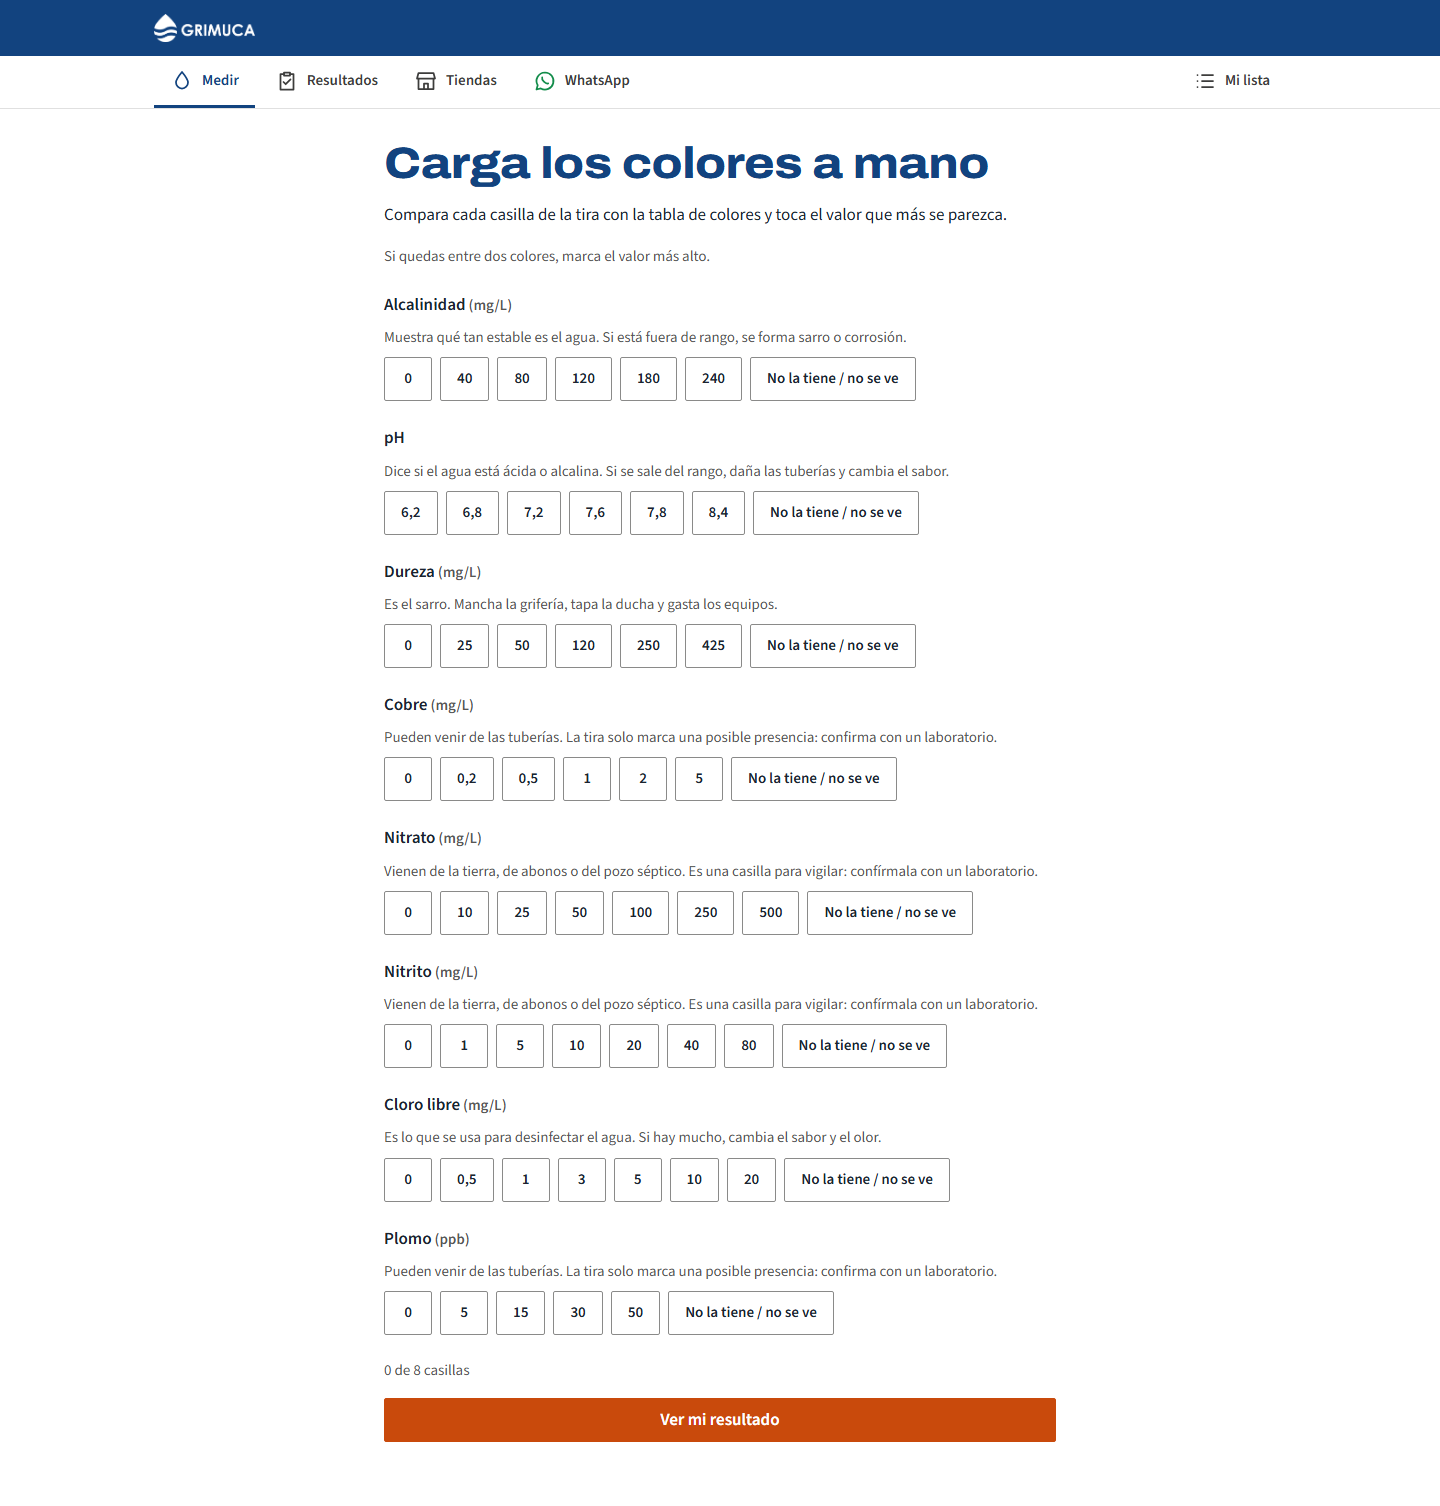 GRIMUCA
Medir
Resultados
Tiendas
WhatsApp
Mi lista
Carga los colores a mano
Compara cada casilla de la tira con la tabla de colores y toca el valor que más se parezca.
Si quedas entre dos colores, marca el valor más alto.
Alcalinidad (mg/L)
Muestra qué tan estable es el agua. Si está fuera de rango, se forma sarro o corrosión.
0 40 80 120 180 240 No la tiene / no se ve
pH
Dice si el agua está ácida o alcalina. Si se sale del rango, daña las tuberías y cambia el sabor.
6,2 6,8 7,2 7,6 7,8 8,4 No la tiene / no se ve
Dureza (mg/L)
Es el sarro. Mancha la grifería, tapa la ducha y gasta los equipos.
0 25 50 120 250 425 No la tiene / no se ve
Cobre (mg/L)
Pueden venir de las tuberías. La tira solo marca una posible presencia: confirma con un laboratorio.
0 0,2 0,5 1 2 5 No la tiene / no se ve
Nitrato (mg/L)
Vienen de la tierra, de abonos o del pozo séptico. Es una casilla para vigilar: confírmala con un laboratorio.
0 10 25 50 100 250 500 No la tiene / no se ve
Nitrito (mg/L)
Vienen de la tierra, de abonos o del pozo séptico. Es una casilla para vigilar: confírmala con un laboratorio.
0 1 5 10 20 40 80 No la tiene / no se ve
Cloro libre (mg/L)
Es lo que se usa para desinfectar el agua. Si hay mucho, cambia el sabor y el olor.
0 0,5 1 3 5 10 20 No la tiene / no se ve
Plomo (ppb)
Pueden venir de las tuberías. La tira solo marca una posible presencia: confirma con un laboratorio.
0 5 15 30 50 No la tiene / no se ve
0 de 8 casillas
Ver mi resultado